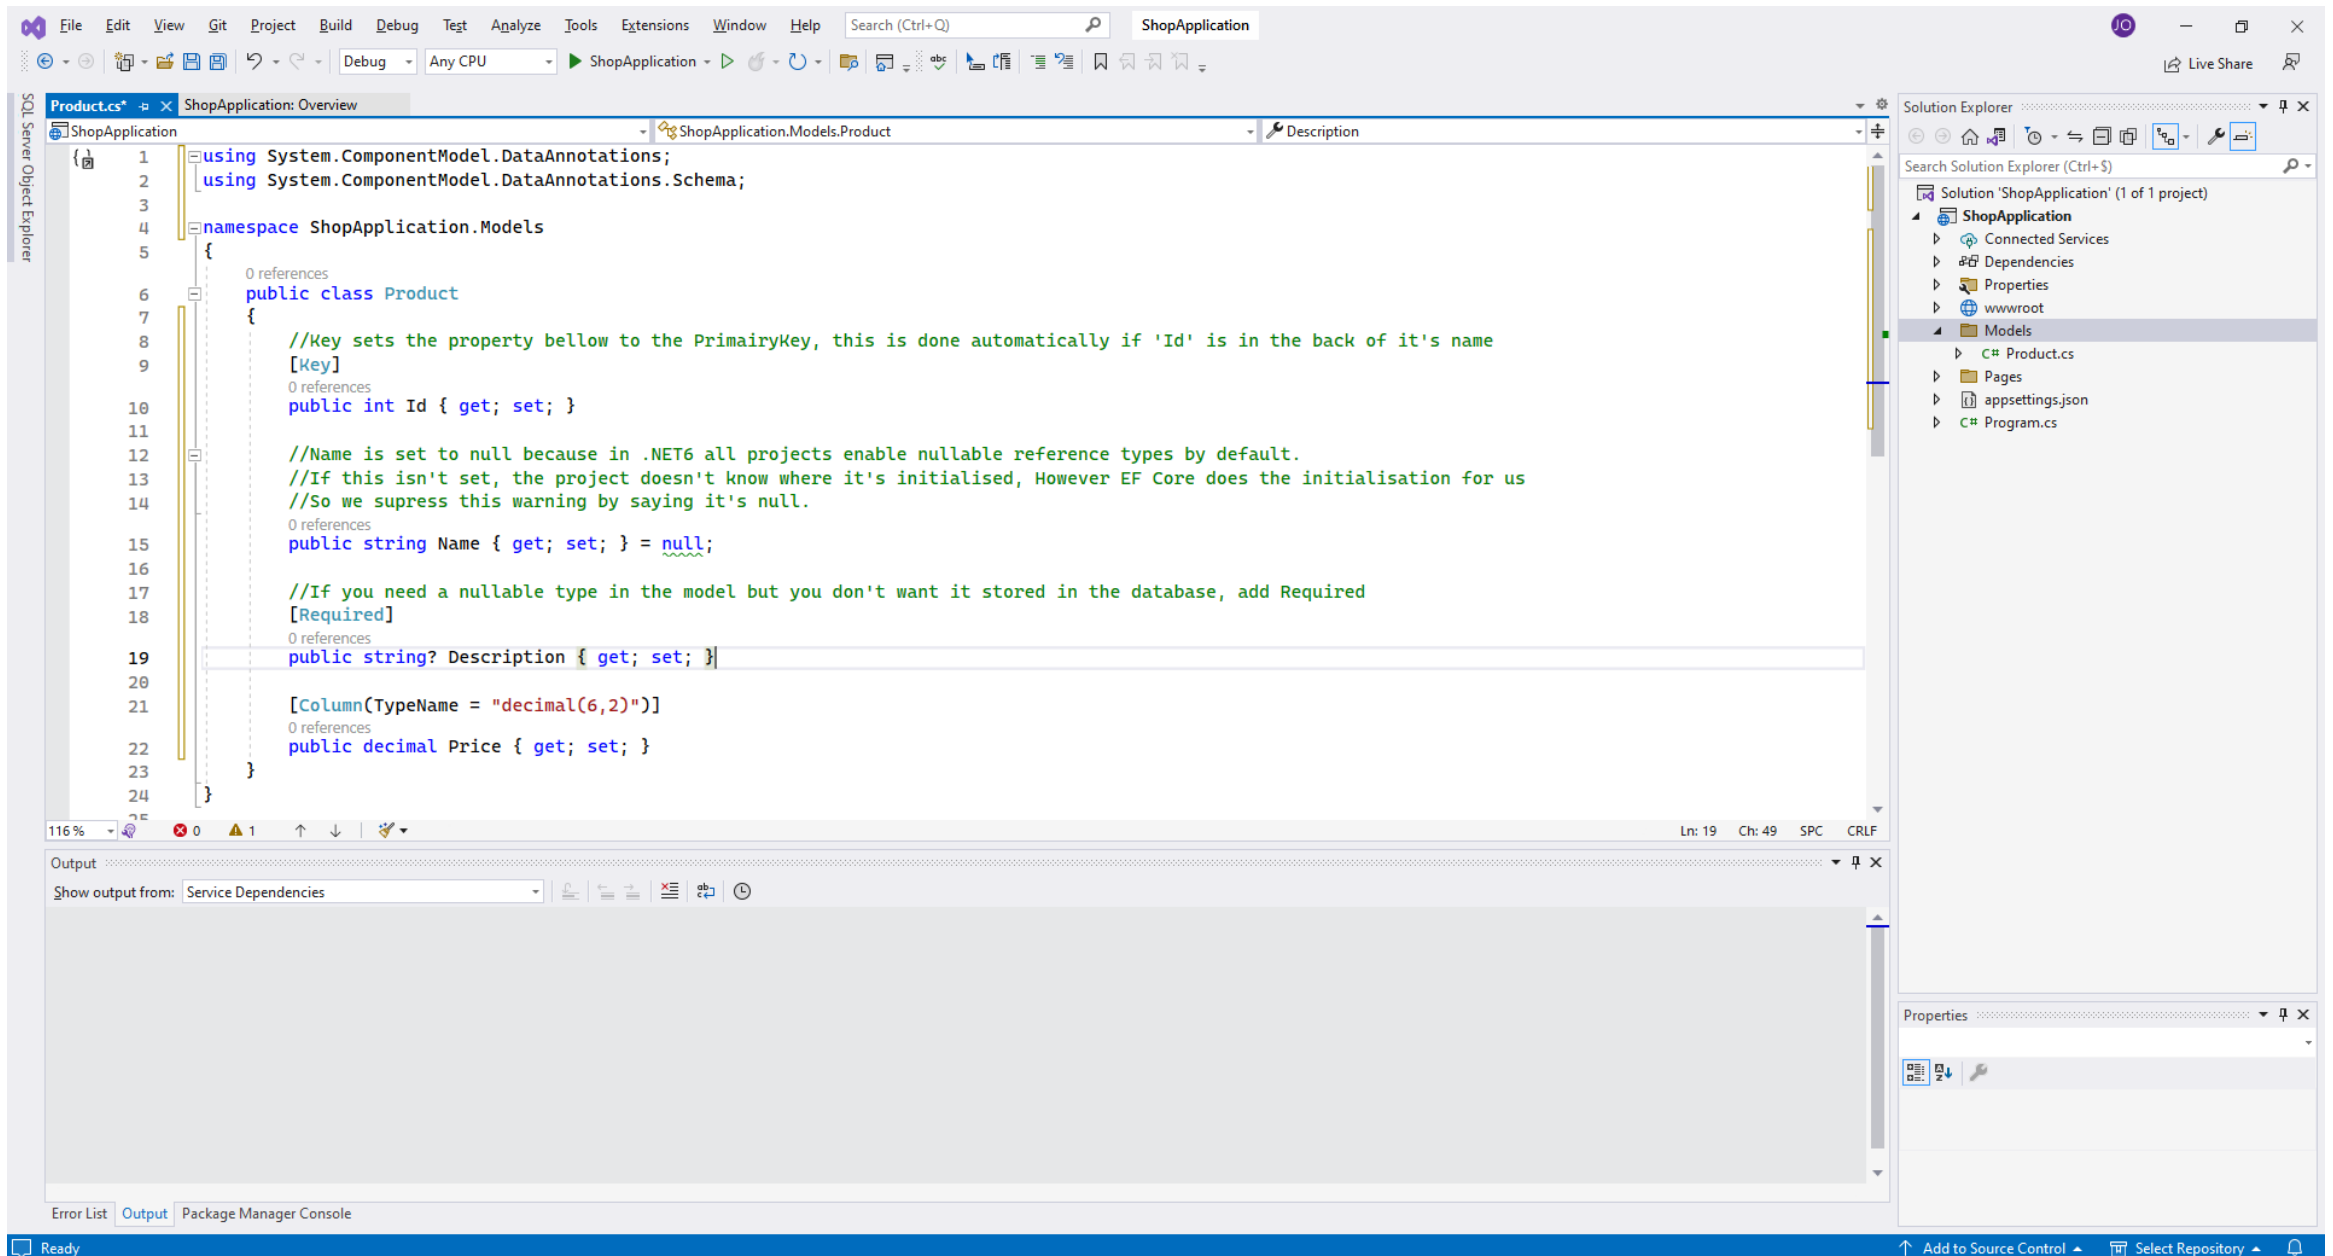 File Edit View Git Project Build Debug Test Analyze Tools Extensions Window Help Search (Ctrl+Q) ShopApplication JO
Debug Any CPU ShopApplication Live Share
SQL Server Object Explorer
Product.cs* ShopApplication: Overview
ShopApplication ShopApplication.Models.Product Description
1 using System.ComponentModel.DataAnnotations;
2 using System.ComponentModel.DataAnnotations.Schema;
3
4 namespace ShopApplication.Models
5 {
0 references
6 public class Product
7 {
8 //Key sets the property bellow to the PrimairyKey, this is done automatically if 'Id' is in the back of it's name
9 [Key]
0 references
10 public int Id { get; set; }
11
12 //Name is set to null because in .NET6 all projects enable nullable reference types by default.
13 //If this isn't set, the project doesn't know where it's initialised, However EF Core does the initialisation for us
14 //So we supress this warning by saying it's null.
0 references
15 public string Name { get; set; } = null;
16
17 //If you need a nullable type in the model but you don't want it stored in the database, add Required
18 [Required]
0 references
19 public string? Description { get; set; }
20
21 [Column(TypeName = "decimal(6,2)")]
0 references
22 public decimal Price { get; set; }
23 }
24 }
25
116 % 0 1 Ln: 19 Ch: 49 SPC CRLF
Output
Show output from: Service Dependencies
Error List Output Package Manager Console
Solution Explorer
Search Solution Explorer (Ctrl+$)
Solution 'ShopApplication' (1 of 1 project)
ShopApplication
Connected Services
Dependencies
Properties
wwwroot
Models
C# Product.cs
Pages
appsettings.json
C# Program.cs
Properties
Ready Add to Source Control Select Repository